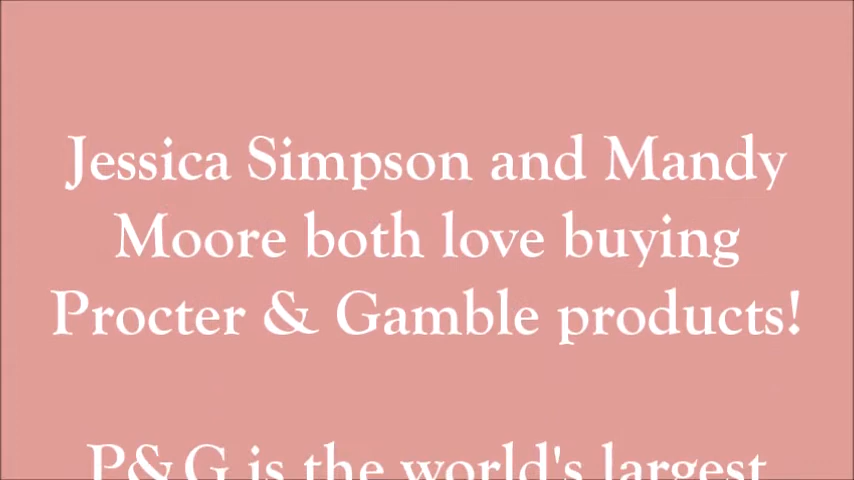 Jessica Simpson and Mandy
Moore both love buying
Procter & Gamble products!
P&G is the world's largest